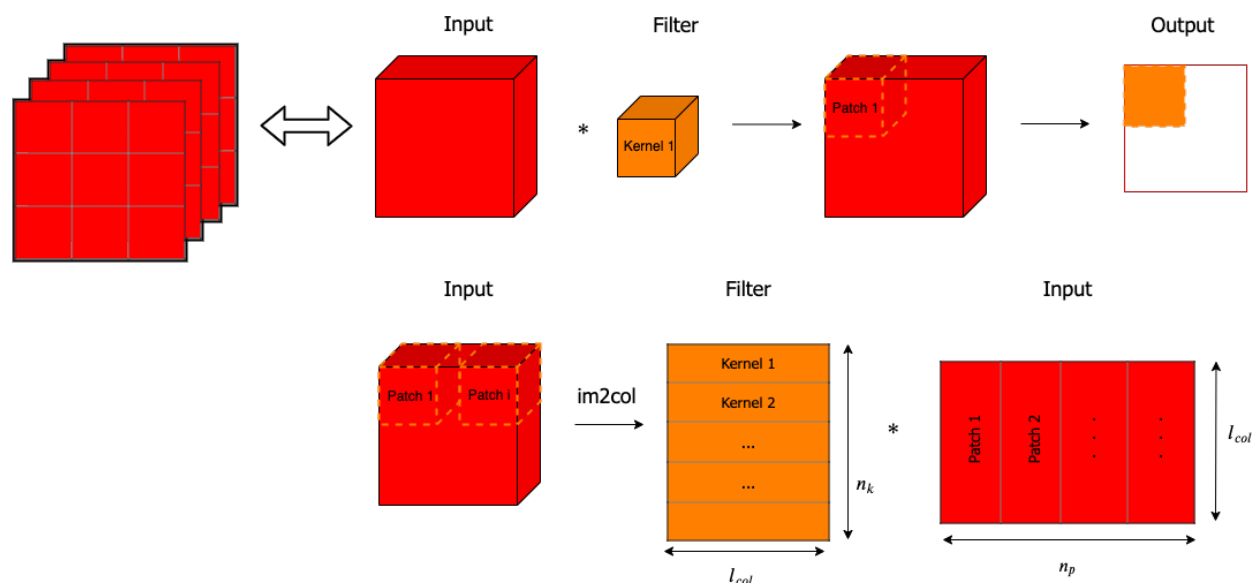 Input
Filter
Output
*
Kernel 1
Patch 1
Input
Filter
Input
Patch 1
Patch i
im2col
Kernel 1
Kernel 2
...
...
n_k
l_col
*
Patch 1
Patch 2
...
...
l_col
n_p